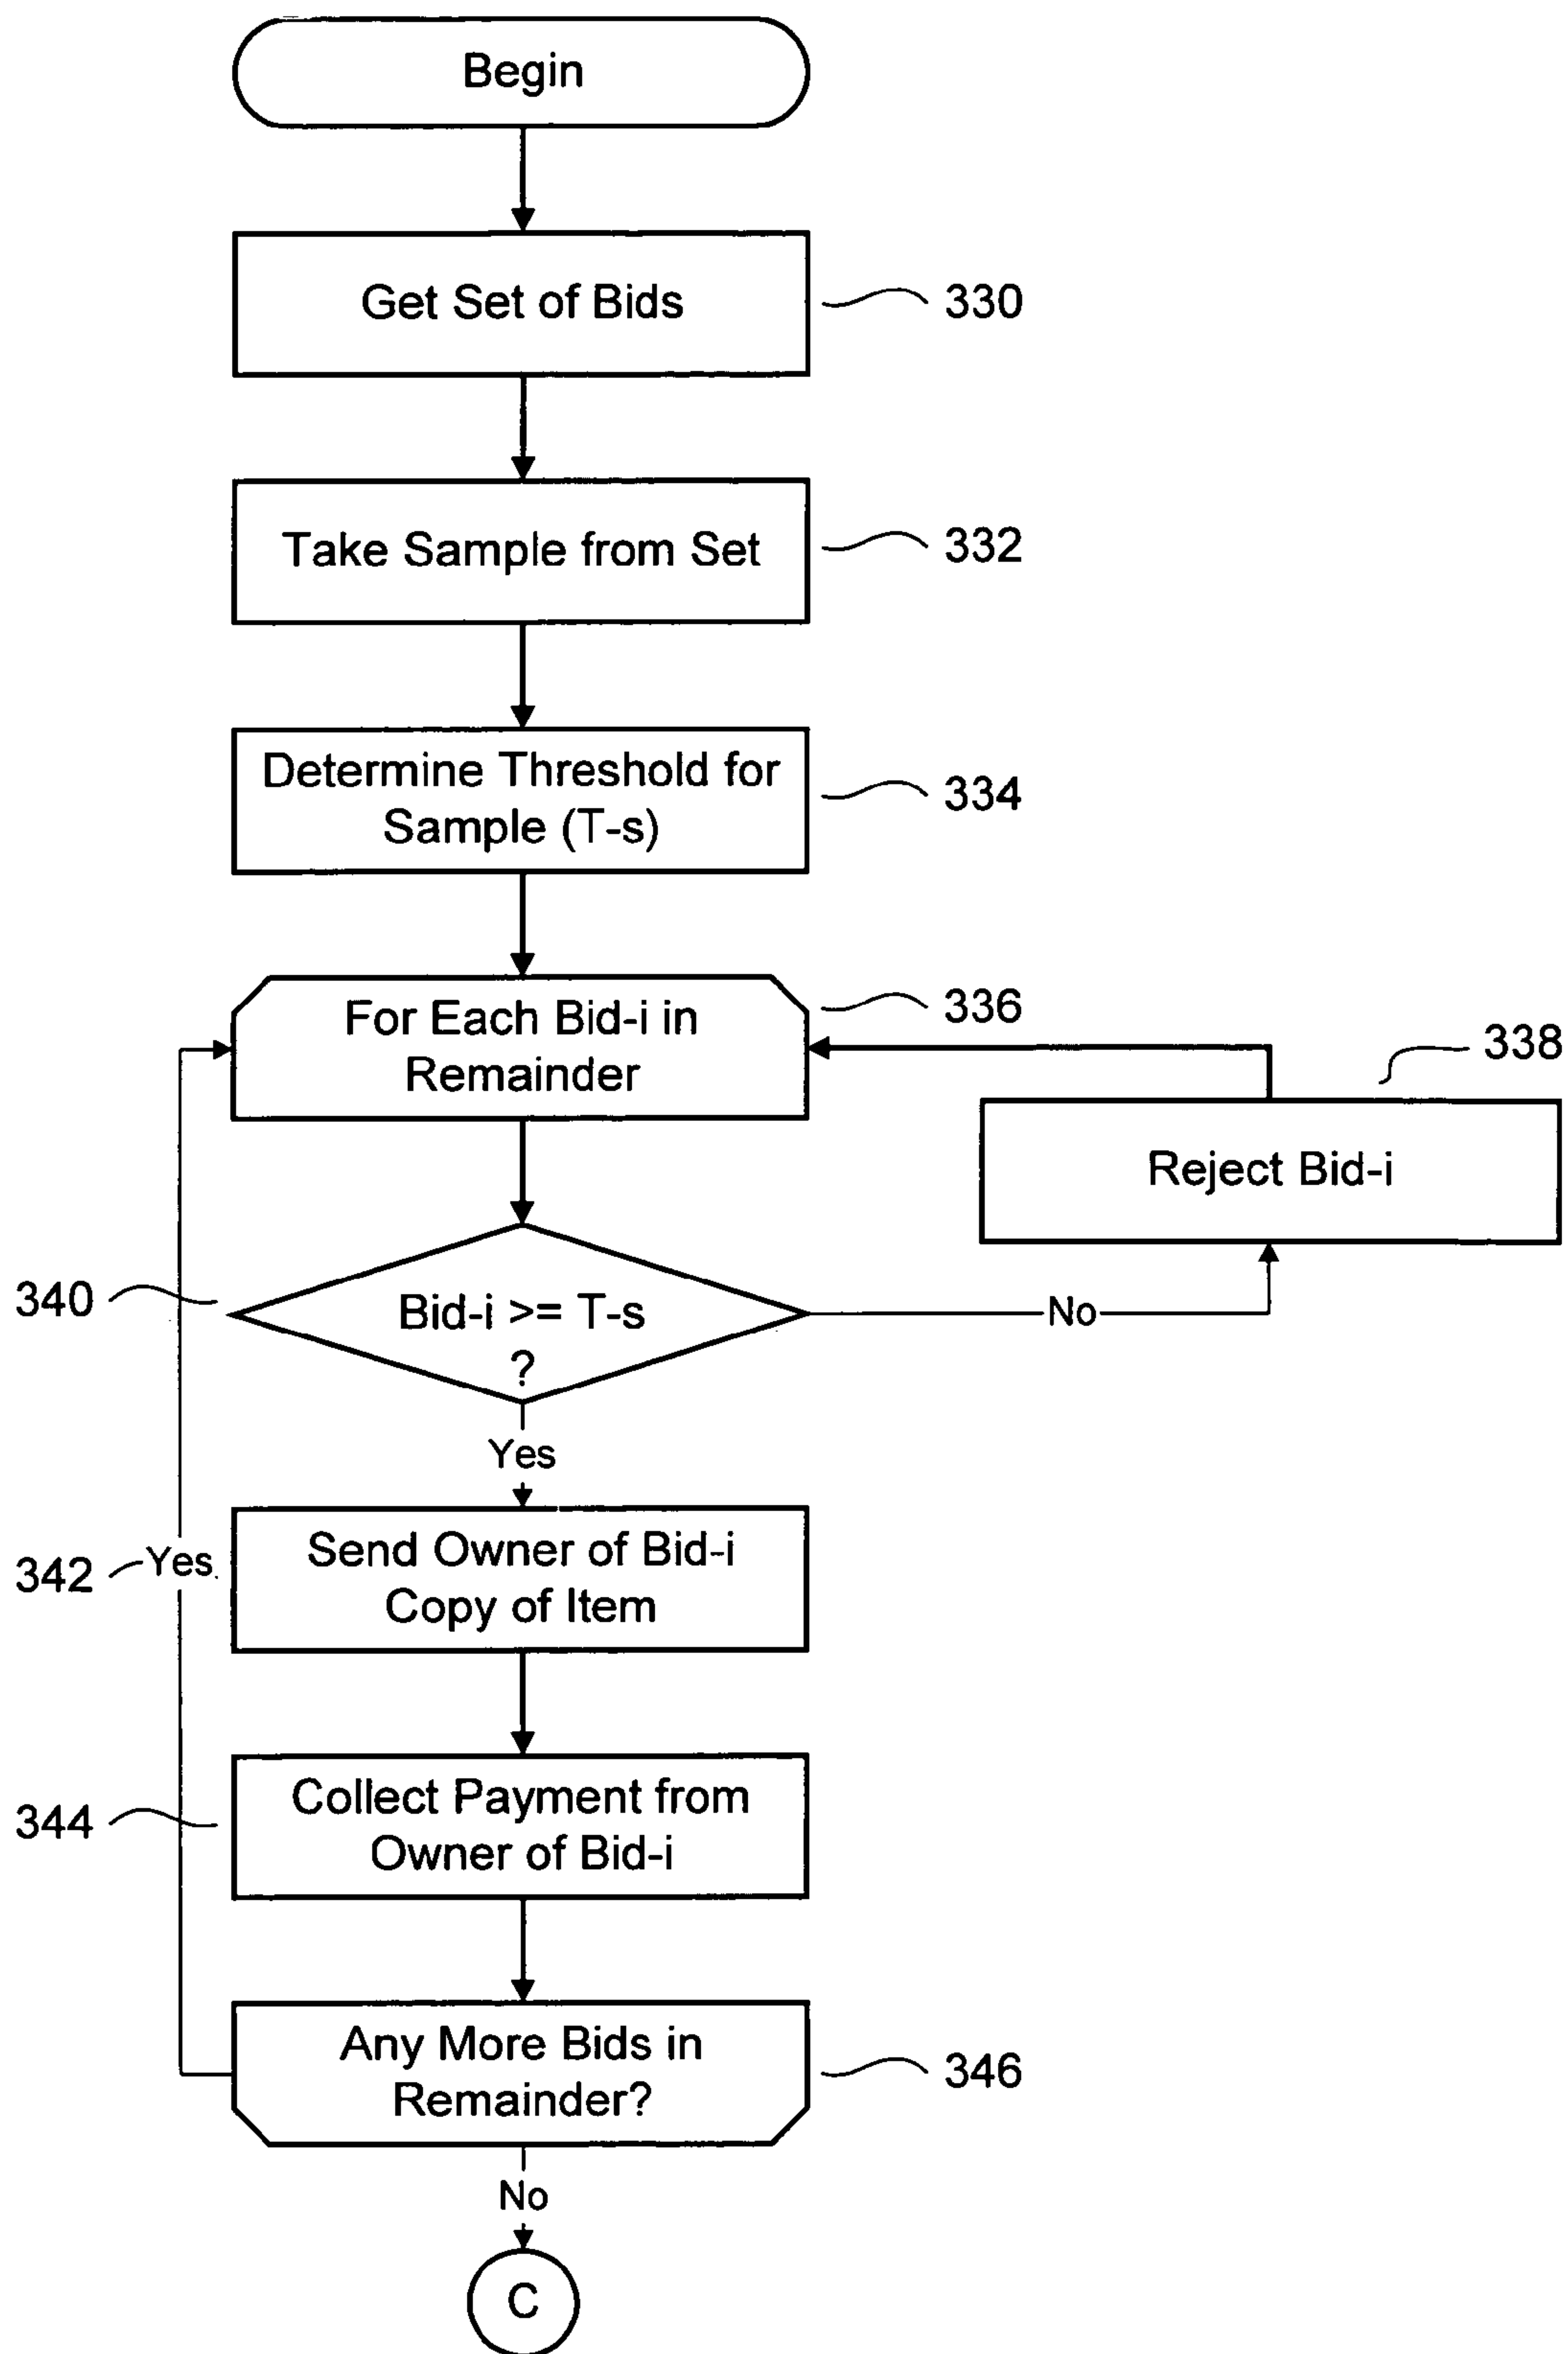 Begin
Get Set of Bids
330
Take Sample from Set
332
Determine Threshold for
Sample (T-s)
334
For Each Bid-i in
Remainder
336
338
Reject Bid-i
340
Bid-i >= T-s
?
No
Yes
Send Owner of Bid-i
Copy of Item
342
Yes
Collect Payment from
Owner of Bid-i
344
Any More Bids in
Remainder?
346
No
C